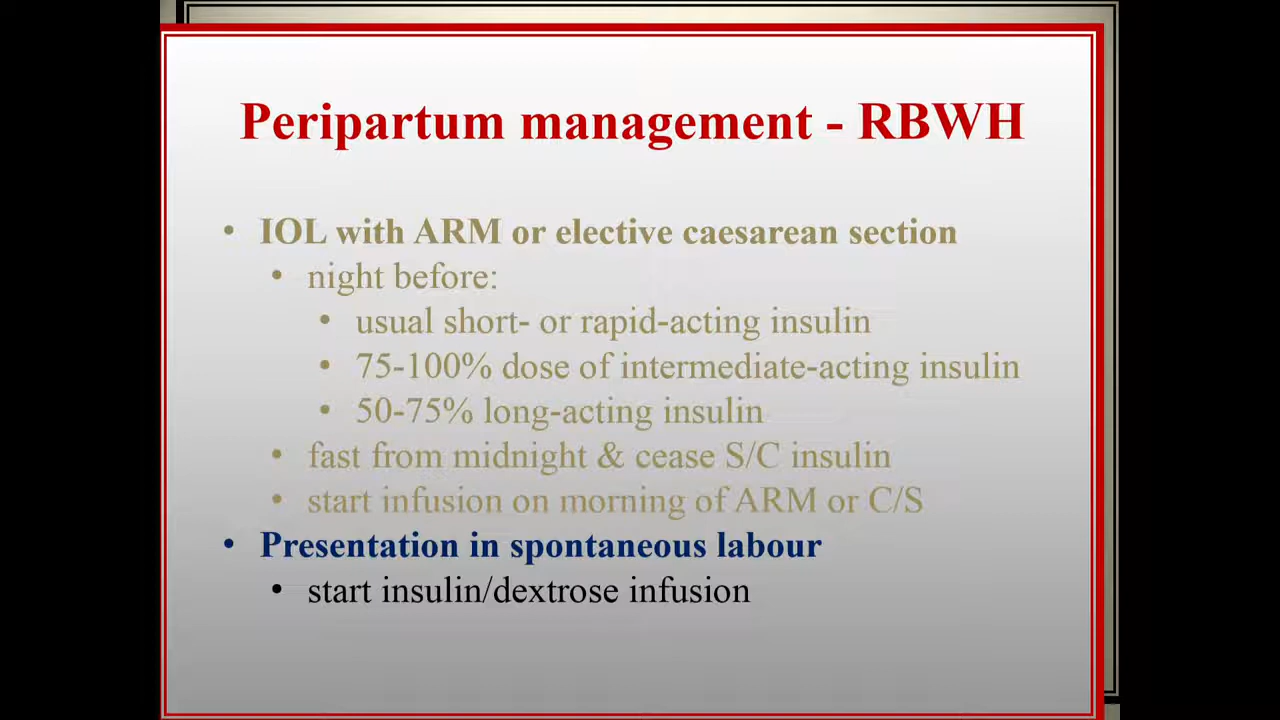 Peripartum management - RBWH
• IOL with ARM or elective caesarean section
• night before:
• usual short- or rapid-acting insulin
• 75-100% dose of intermediate-acting insulin
• 50-75% long-acting insulin
• fast from midnight & cease S/C insulin
• start infusion on morning of ARM or C/S
• Presentation in spontaneous labour
• start insulin/dextrose infusion